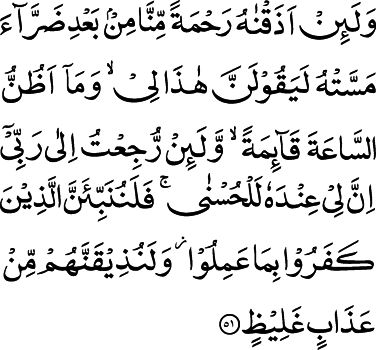 وَلَئِنْ اَذَقْنٰهُ رَحْمَةً مِّنَّا مِنْۢ بَعْدِ ضَرَّآءَ
مَسَّتْهُ لَيَقُوْلَنَّ هٰذَا لِيْ ۙ وَمَآ اَظُنُّ
السَّاعَةَ قَآئِمَةً ۙ وَّلَئِنْ رُّجِعْتُ اِلٰى رَبِّيْٓ
اِنَّ لِيْ عِنْدَهٗ لَلْحُسْنٰى ۚ فَلَنُنَبِّئَنَّ الَّذِيْنَ
كَفَرُوْا بِمَا عَمِلُوْا ۖ وَلَنُذِيْقَنَّهُمْ مِّنْ
عَذَابٍ غَلِيْظٍ ۝٥١